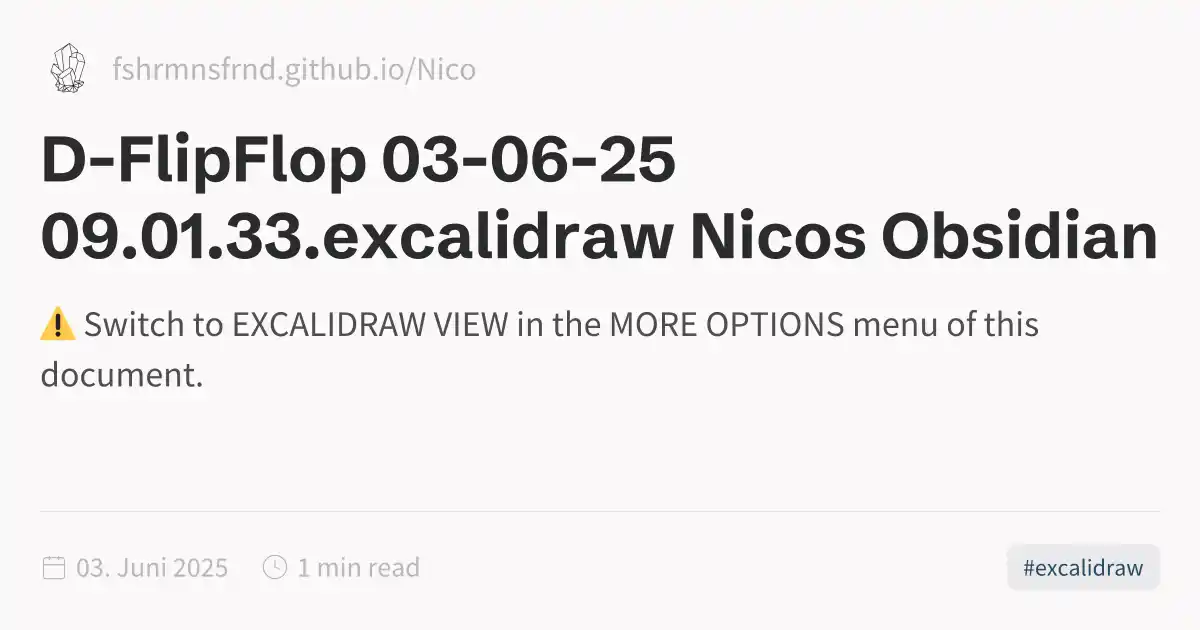 fshrmnsfrnd.github.io/Nico
D-FlipFlop 03-06-25
09.01.33.excalidraw Nicos Obsidian
⚠️ Switch to EXCALIDRAW VIEW in the MORE OPTIONS menu of this
document.
03. Juni 2025 1 min read #excalidraw